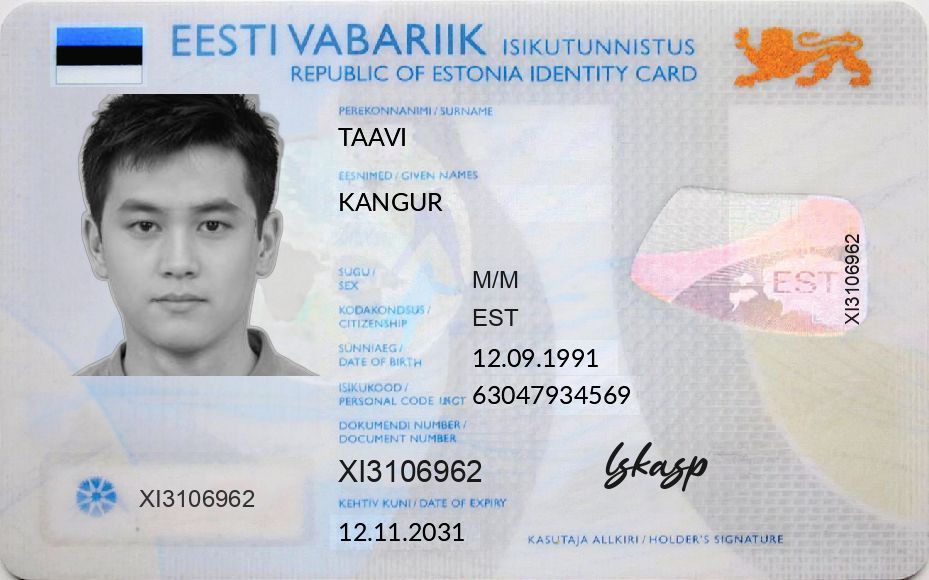 EESTI VABARIIK ISIKUTUNNISTUS
REPUBLIC OF ESTONIA IDENTITY CARD
PEREKONNANIMI / SURNAME
TAAVI
EESNIMED / GIVEN NAMES
KANGUR
SUGU /
SEX
M/M
KODAKONDSUS /
CITIZENSHIP
EST
SÜNNIAEG /
DATE OF BIRTH
12.09.1991
ISIKUKOOD /
PERSONAL CODE
63047934569
DOKUMENDI NUMBER /
DOCUMENT NUMBER
XI3106962
KEHTIV KUNI / DATE OF EXPIRY
12.11.2031
XI3106962
EST
XI3106962
KASUTAJA ALLKIRI / HOLDER'S SIGNATURE